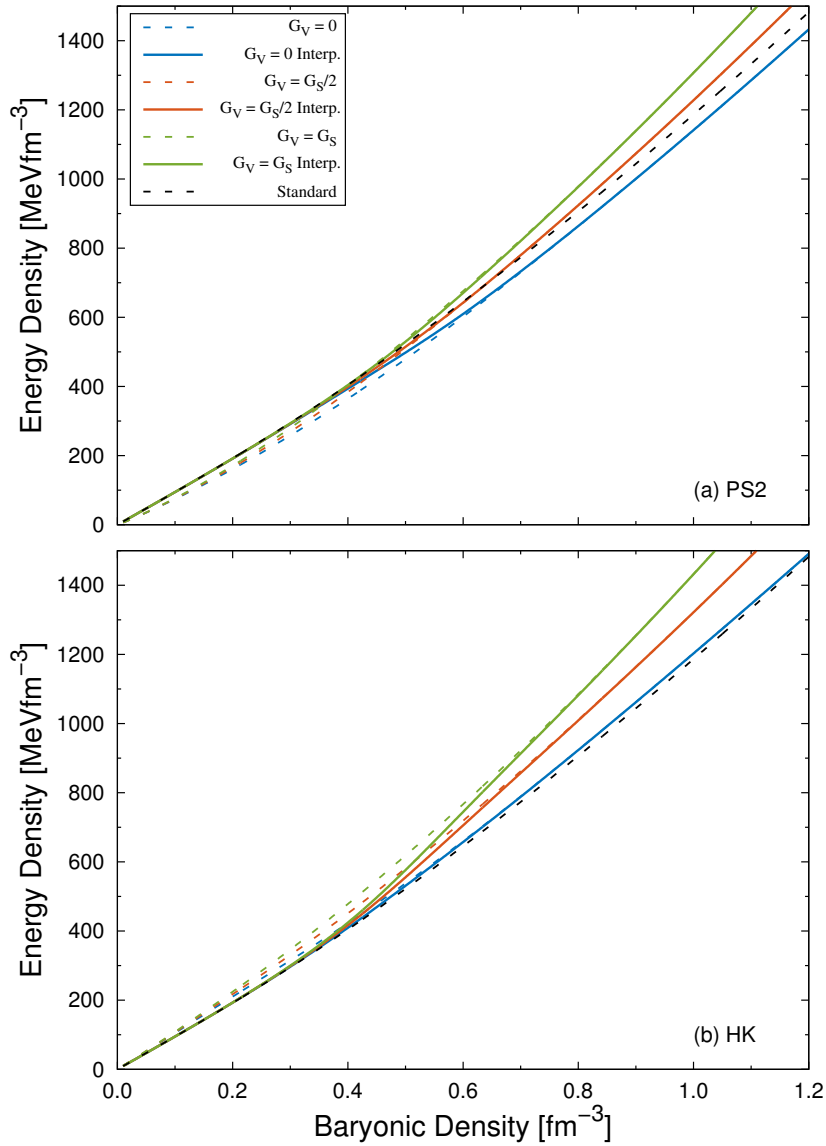 1400
1200
1000
800
600
400
200
0
Energy Density [MeVfm−3]
G_V = 0
G_V = 0 Interp.
G_V = G_S/2
G_V = G_S/2 Interp.
G_V = G_S
G_V = G_S Interp.
Standard
(a) PS2
1400
1200
1000
800
600
400
200
0
Energy Density [MeVfm−3]
(b) HK
0.0 0.2 0.4 0.6 0.8 1.0 1.2
Baryonic Density [fm−3]